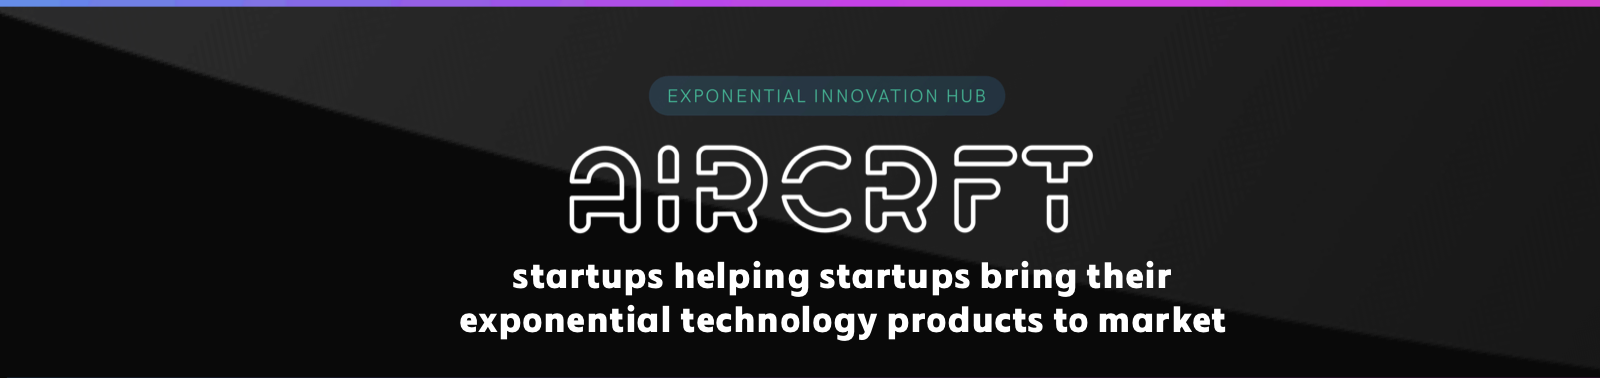 EXPONENTIAL INNOVATION HUB
AIRCRFT
startups helping startups bring their
exponential technology products to market